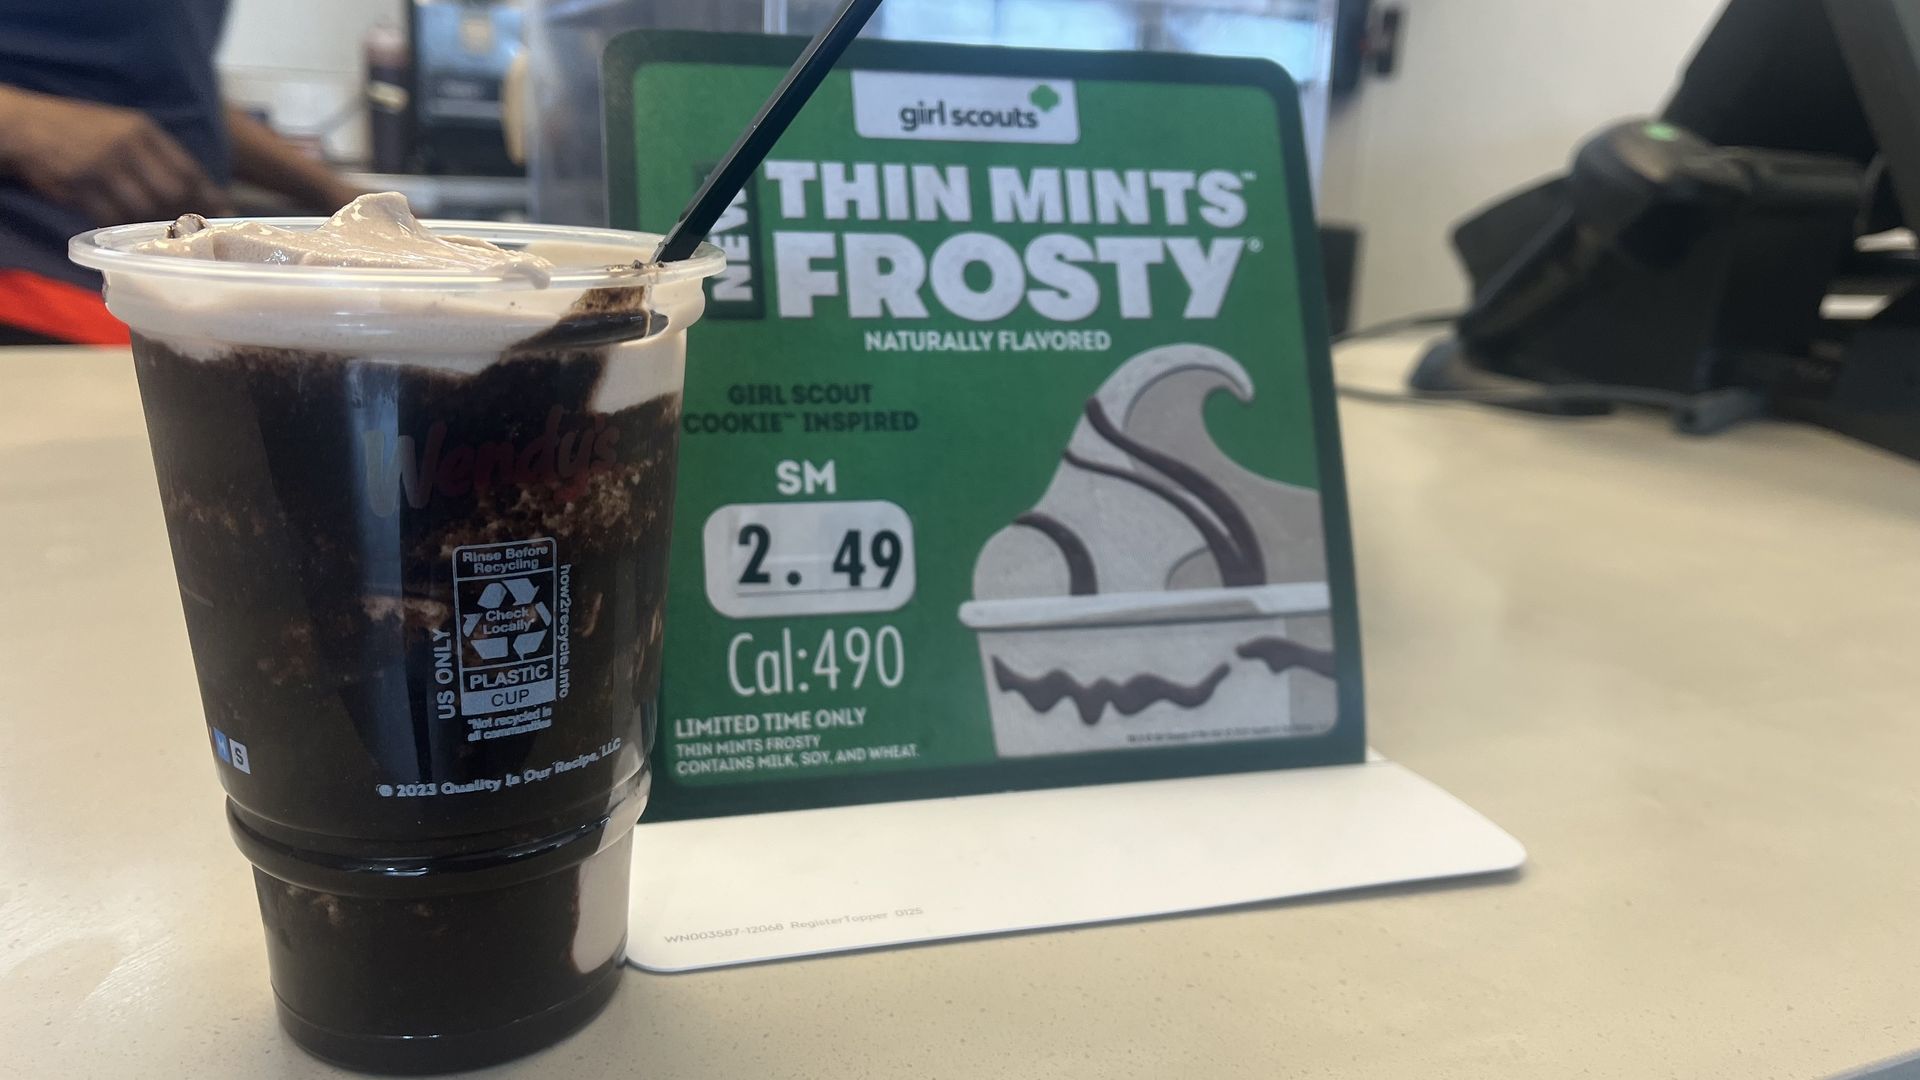 girl scouts
NEW
THIN MINTS™
FROSTY®
NATURALLY FLAVORED
GIRL SCOUT
COOKIE™ INSPIRED
SM
2.49
Cal:490
LIMITED TIME ONLY
THIN MINTS FROSTY
CONTAINS MILK, SOY, AND WHEAT.
WN003587-12068 RegisterTopper 0125
Wendy's
Rinse Before
Recycling
Check
Locally*
PLASTIC
CUP
*Not recycled in
all communities
US ONLY
how2recycle.info
M S
© 2023 Quality Is Our Recipe, LLC